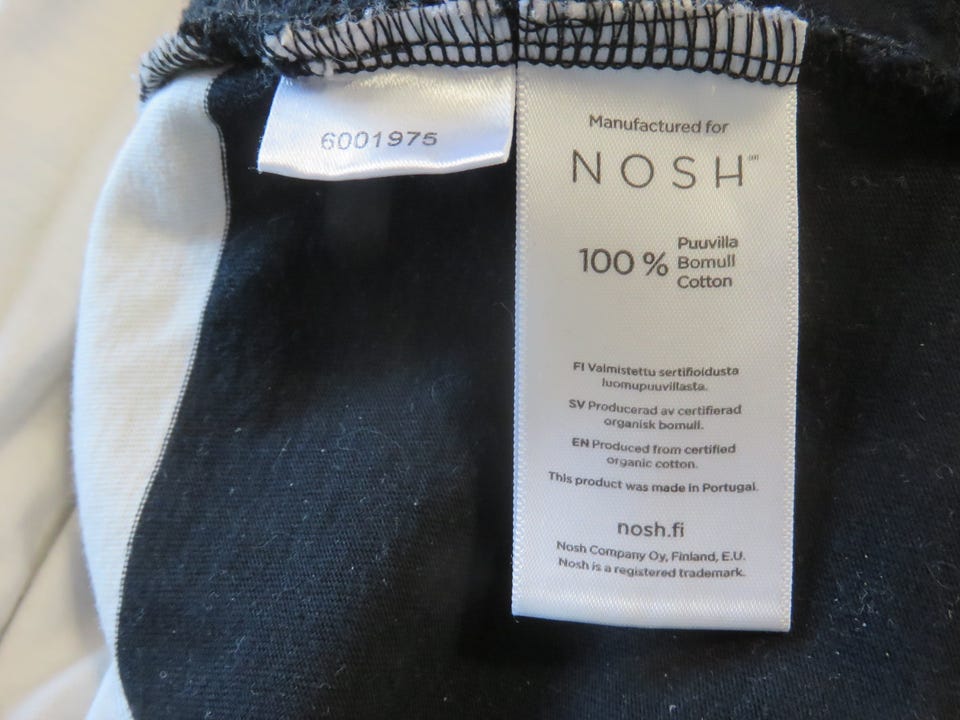 6001975
Manufactured for
NOSH
100 % Puuvilla
Bomull
Cotton
FI Valmistettu sertifioidusta
luomupuuvillasta.
SV Producerad av certifierad
organisk bomull.
EN Produced from certified
organic cotton.
This product was made in Portugal.
nosh.fi
Nosh Company Oy, Finland, E.U.
Nosh is a registered trademark.